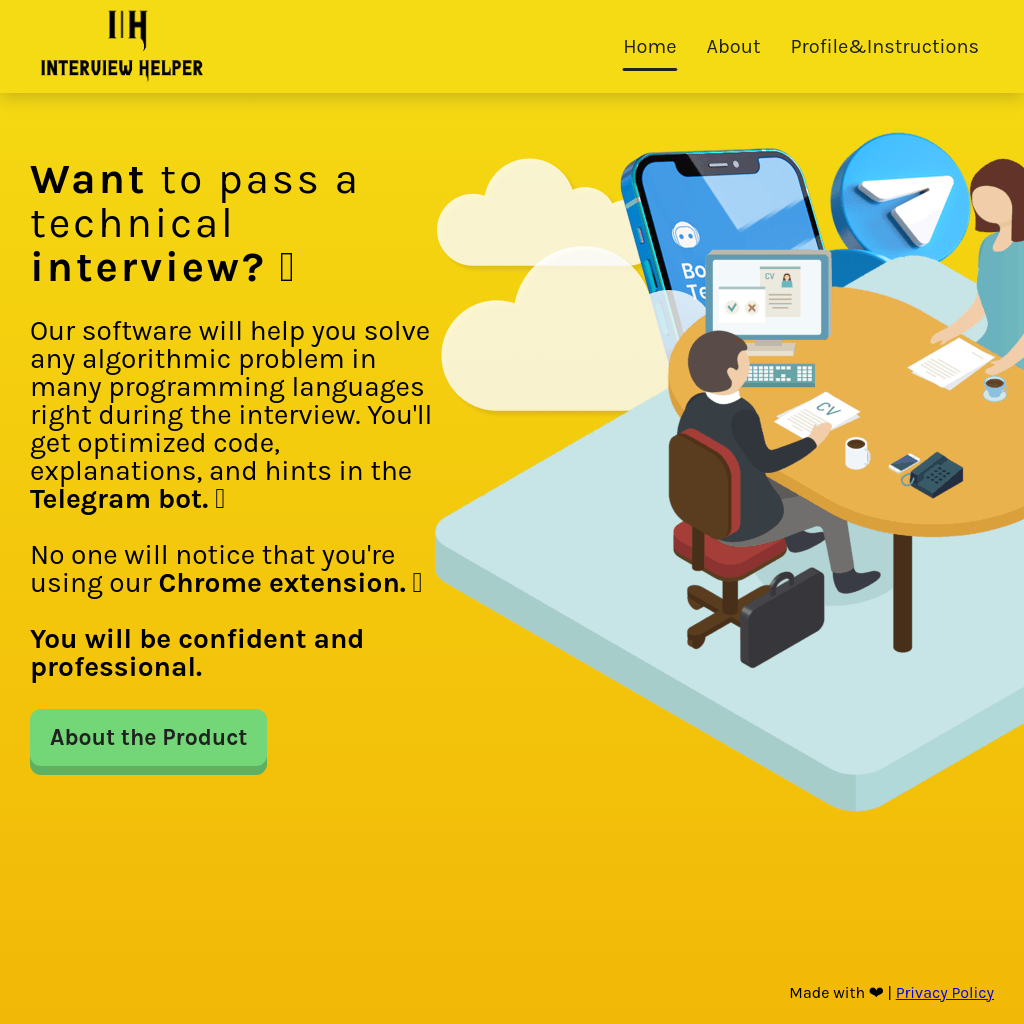 IH
INTERVIEW HELPER
Home About Profile&Instructions
Want to pass a
technical
interview?
Our software will help you solve
any algorithmic problem in
many programming languages
right during the interview. You'll
get optimized code,
explanations, and hints in the
Telegram bot.
No one will notice that you're
using our Chrome extension.
You will be confident and
professional.
About the Product
CV
CV
Made with ❤ | Privacy Policy